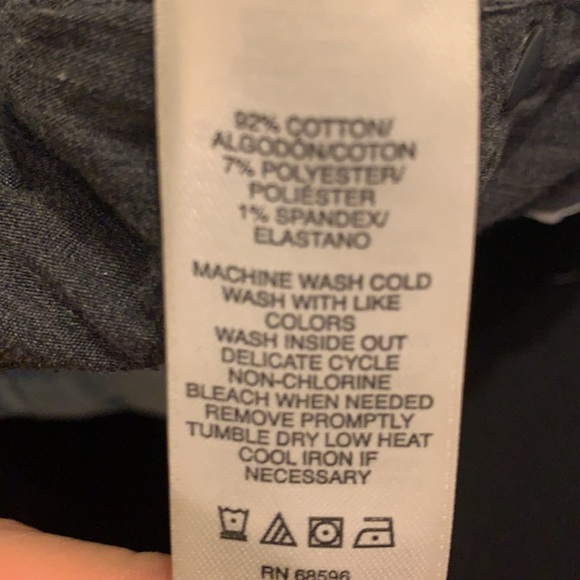 92% COTTON/
ALGODÓN/COTON
7% POLYESTER/
POLIÉSTER
1% SPANDEX/
ELASTANO
MACHINE WASH COLD
WASH WITH LIKE
COLORS
WASH INSIDE OUT
DELICATE CYCLE
NON-CHLORINE
BLEACH WHEN NEEDED
REMOVE PROMPTLY
TUMBLE DRY LOW HEAT
COOL IRON IF
NECESSARY
RN 68596